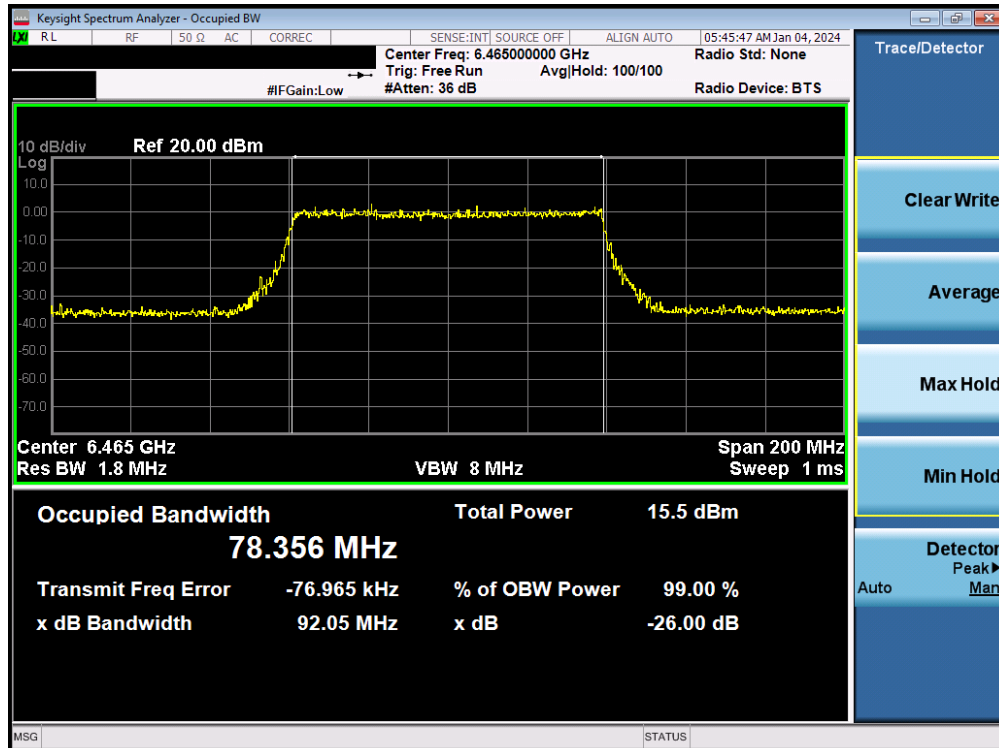 Keysight Spectrum Analyzer - Occupied BW
LXI RL RF 50 Ω AC CORREC SENSE:INT SOURCE OFF ALIGN AUTO 05:45:47 AM Jan 04, 2024
Center Freq: 6.465000000 GHz Radio Std: None
Trig: Free Run Avg|Hold: 100/100
#IFGain:Low #Atten: 36 dB Radio Device: BTS
10 dB/div Ref 20.00 dBm
Log
10.0
0.00
-10.0
-20.0
-30.0
-40.0
-50.0
-60.0
-70.0
Center 6.465 GHz Span 200 MHz
Res BW 1.8 MHz VBW 8 MHz Sweep 1 ms
Occupied Bandwidth Total Power 15.5 dBm
78.356 MHz
Transmit Freq Error -76.965 kHz % of OBW Power 99.00 %
x dB Bandwidth 92.05 MHz x dB -26.00 dB
Trace/Detector
Clear Write
Average
Max Hold
Min Hold
Detector
Peak
Auto Man
MSG STATUS